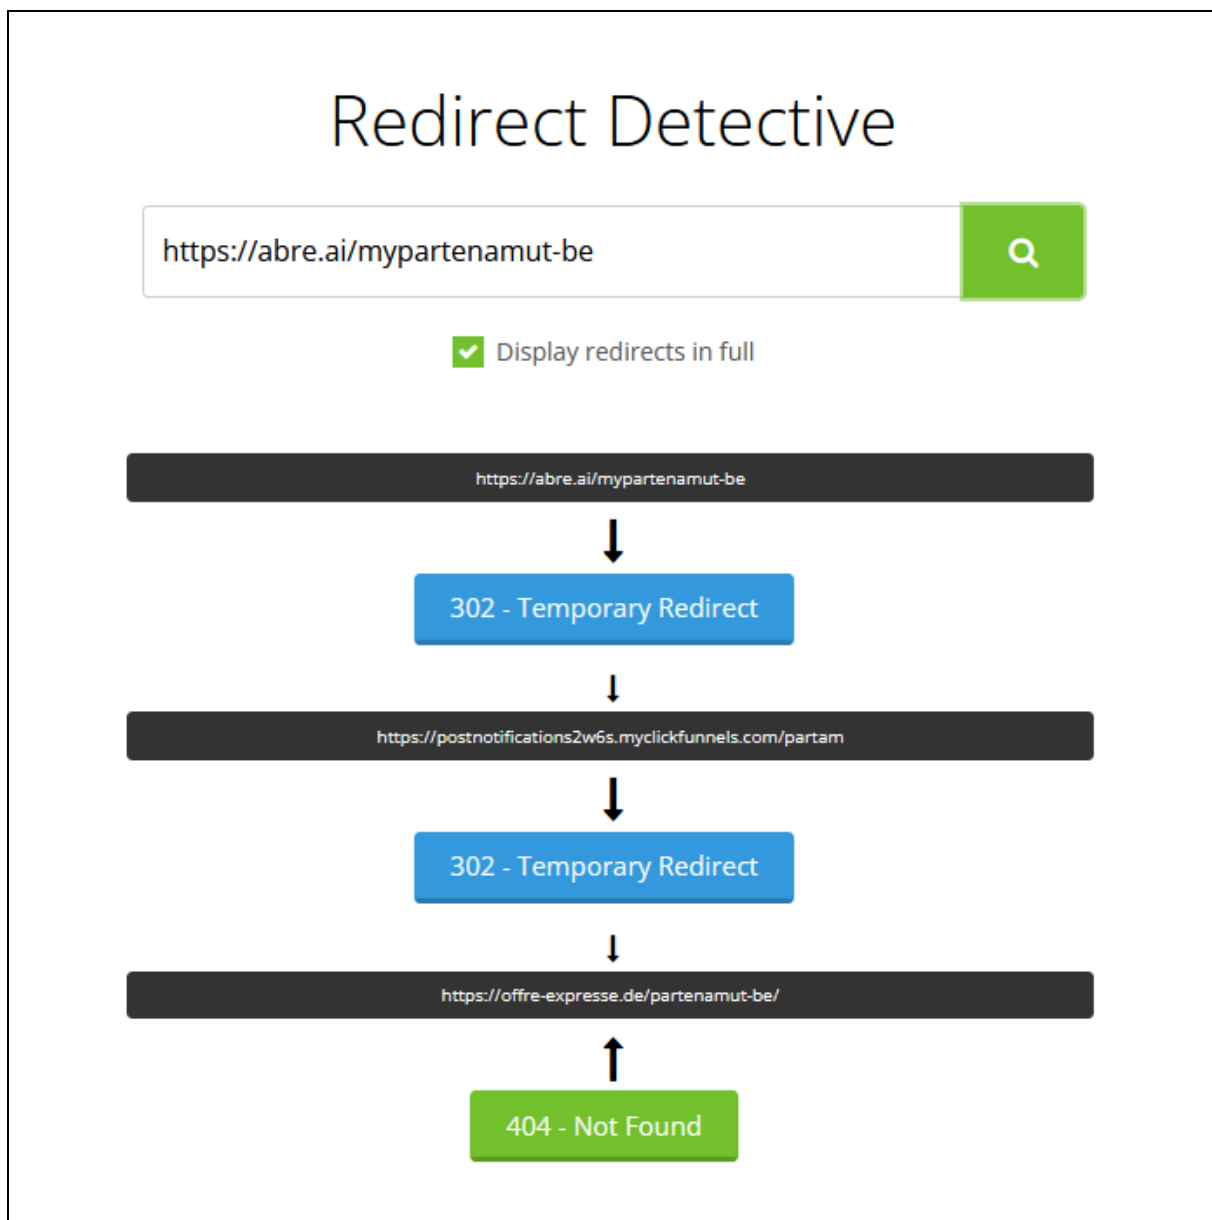 Redirect Detective
https://abre.ai/mypartenamut-be
Display redirects in full
https://abre.ai/mypartenamut-be
302 - Temporary Redirect
https://postnotifications2w6s.myclickfunnels.com/partam
302 - Temporary Redirect
https://offre-expresse.de/partenamut-be/
404 - Not Found